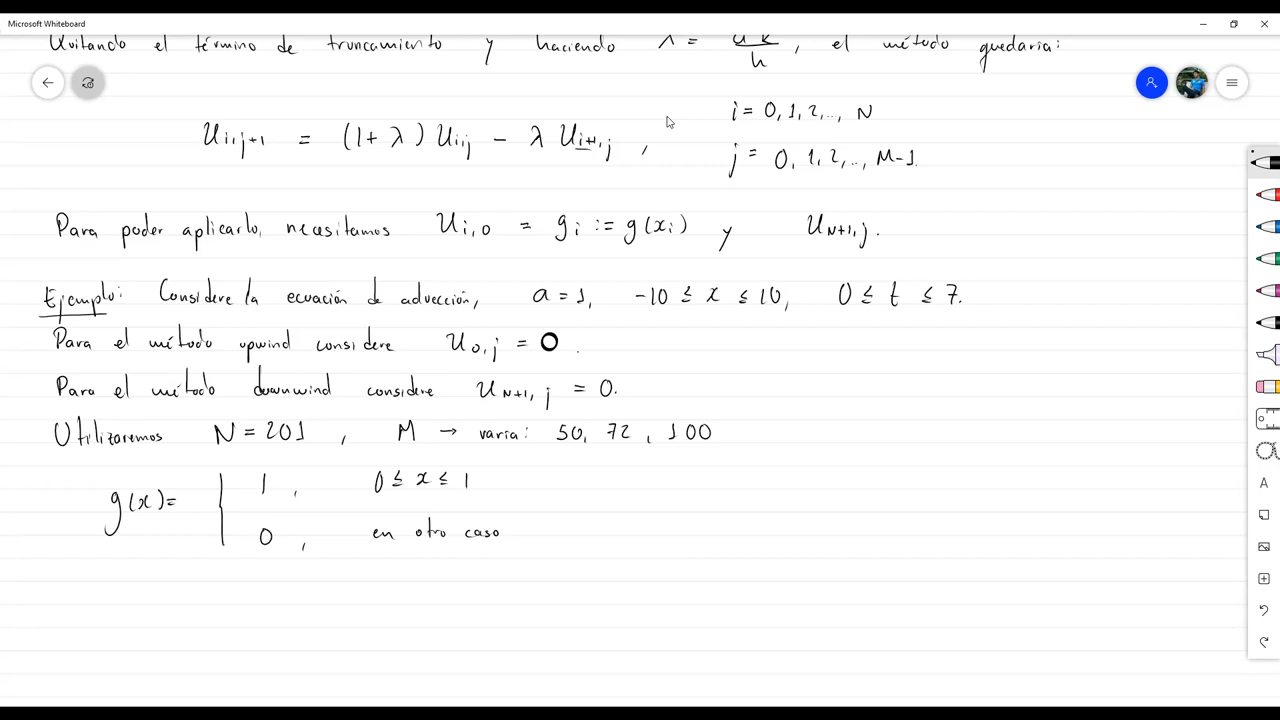 Microsoft Whiteboard
Quitando el término de truncamiento y haciendo λ = ak/h, el método quedaria:
u_{i,j+1} = (1+λ) u_{i,j} - λ u_{i+1,j},
i = 0, 1, 2, .., N
j = 0, 1, 2, .., M-1.
Para poder aplicarlo, necesitamos u_{i,0} = g_i := g(x_i) y u_{N+1,j}.
Ejemplo: Considere la ecuación de advección, a = 1, -10 ≤ x ≤ 10, 0 ≤ t ≤ 7.
Para el método upwind considere u_{0,j} = 0.
Para el método downwind considere u_{N+1,j} = 0.
Utilizaremos N = 201, M → varia: 50, 72, 100
g(x) = { 1, 0 ≤ x ≤ 1
0, en otro caso
A